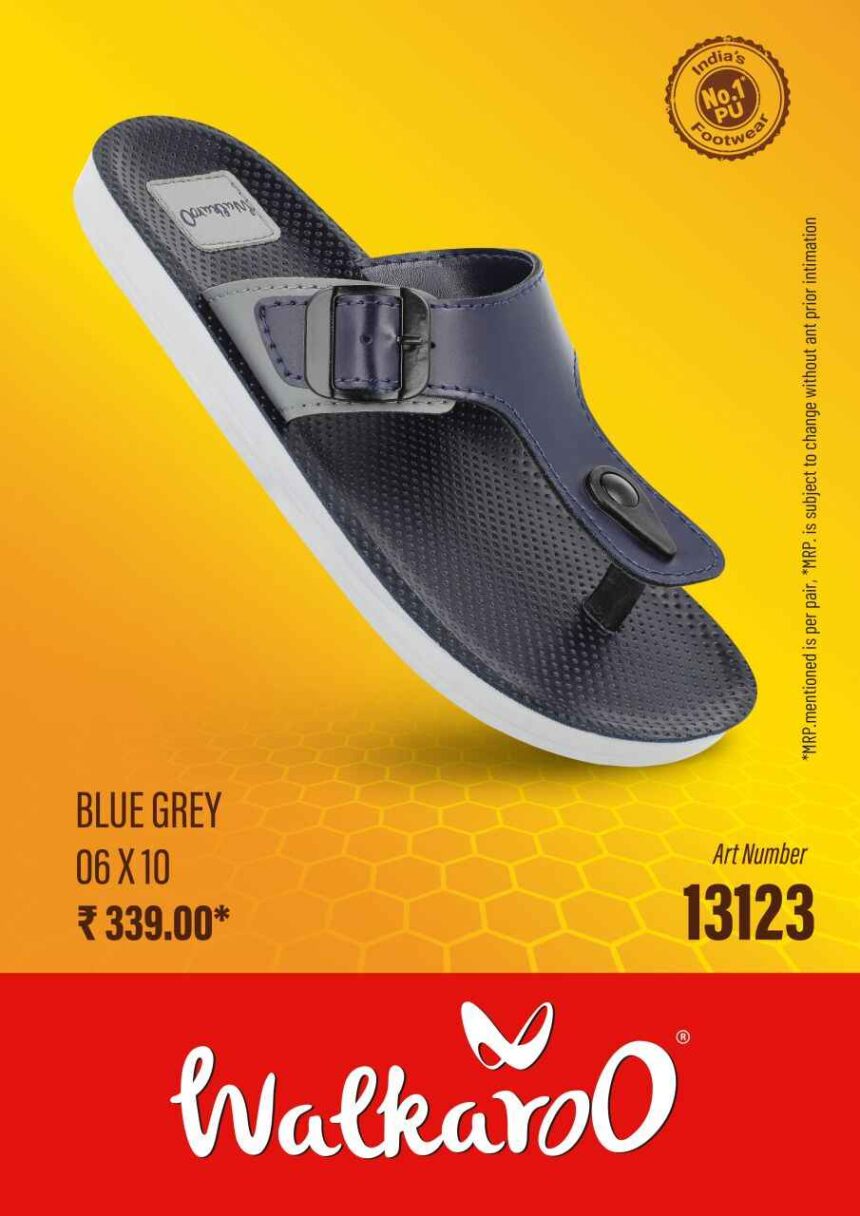 India's
No.1*
PU
Footwear
Walkaroo
*MRP.mentioned is per pair, *MRP. is subject to change without ant prior intimation
BLUE GREY
06 X 10
₹ 339.00*
Art Number
13123
WalkaroO®